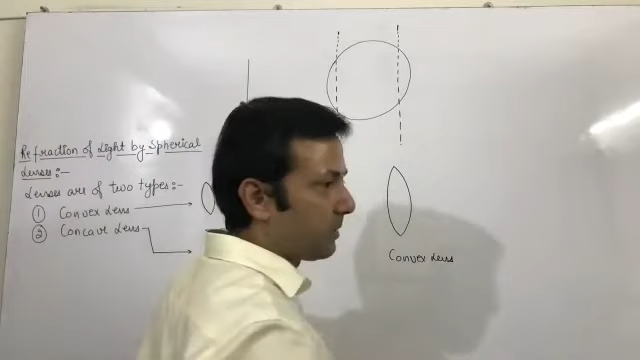 Refraction of Light by Spherical
Lenses:-
Lenses are of two types:-
① Convex Lens
② Concave Lens
Convex Lens